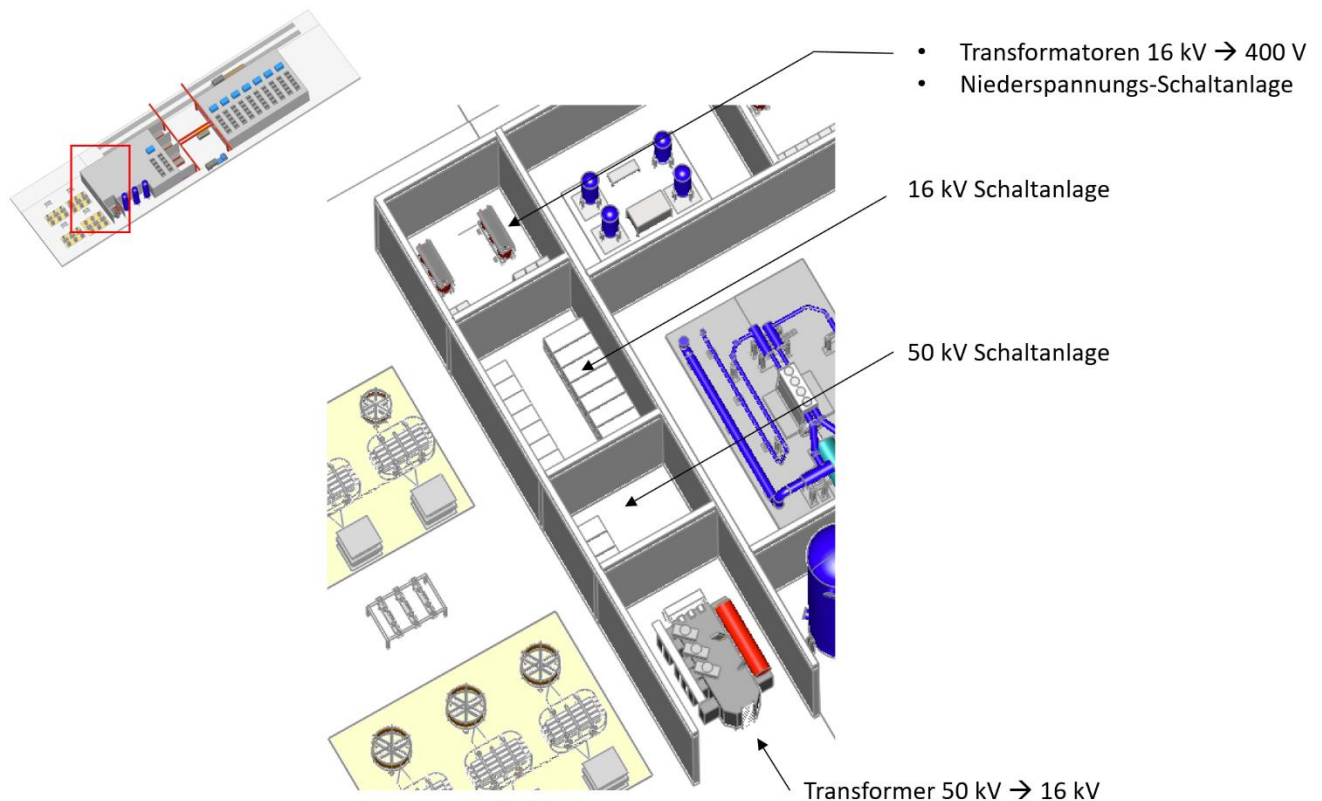 • Transformatoren 16 kV → 400 V
• Niederspannungs-Schaltanlage
16 kV Schaltanlage
50 kV Schaltanlage
Transformer 50 kV → 16 kV